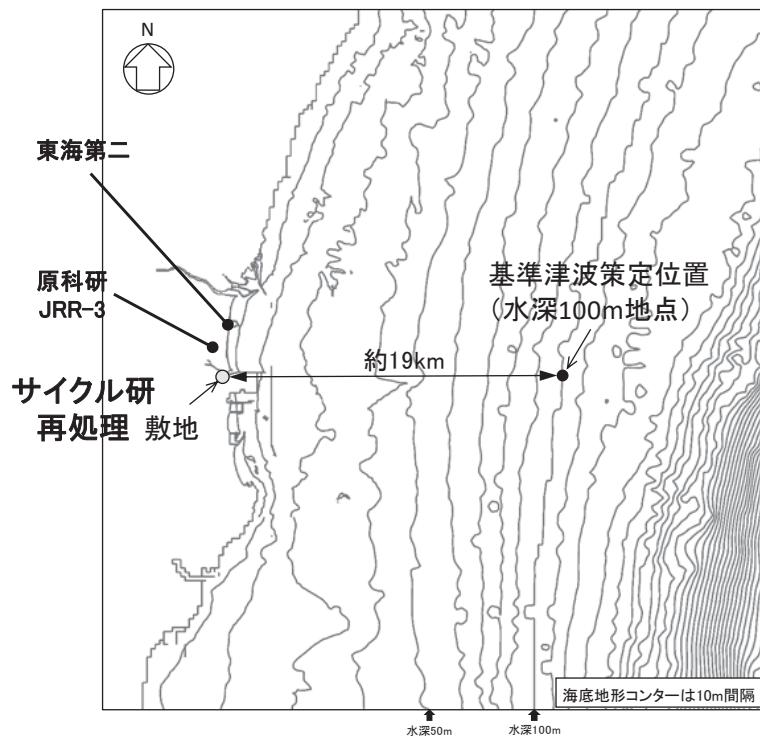 N
東海第二
原科研
JRR-3
基準津波策定位置
(水深100m地点)
約19km
サイクル研
再処理 敷地
海底地形コンターは10m間隔
水深50m
水深100m